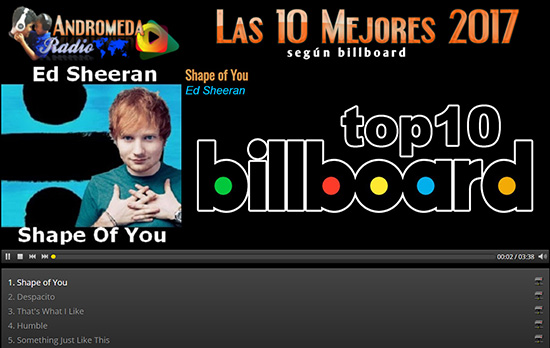 ANDROMEDA
Radio
LAS 10 MEJORES 2017
según billboard
Ed Sheeran
Shape of You
Ed Sheeran
top10
billboard
Shape Of You
00:02 / 03:38
1. Shape of You
2. Despacito
3. That's What I Like
4. Humble
5. Something Just Like This